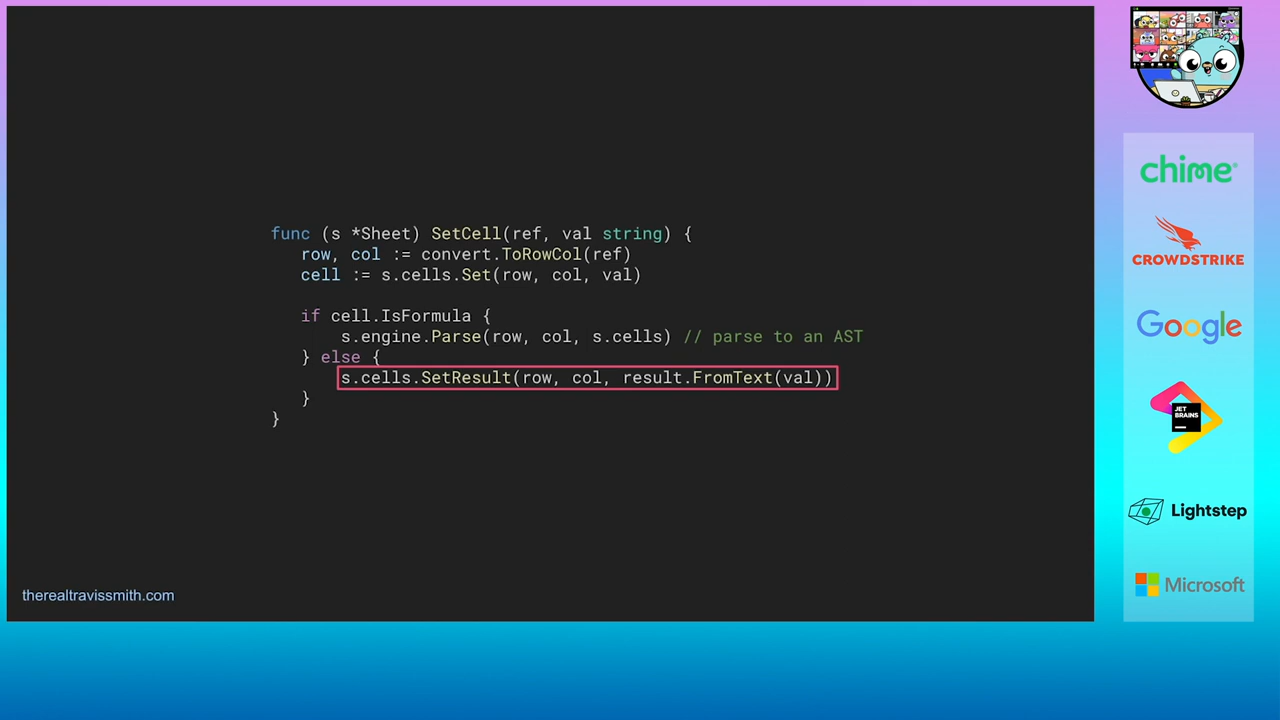 func (s *Sheet) SetCell(ref, val string) {
row, col := convert.ToRowCol(ref)
cell := s.cells.Set(row, col, val)
if cell.IsFormula {
s.engine.Parse(row, col, s.cells) // parse to an AST
} else {
s.cells.SetResult(row, col, result.FromText(val))
}
}
therealtravissmith.com
chime®
CROWDSTRIKE
Google
JET
BRAINS
Lightstep
Microsoft